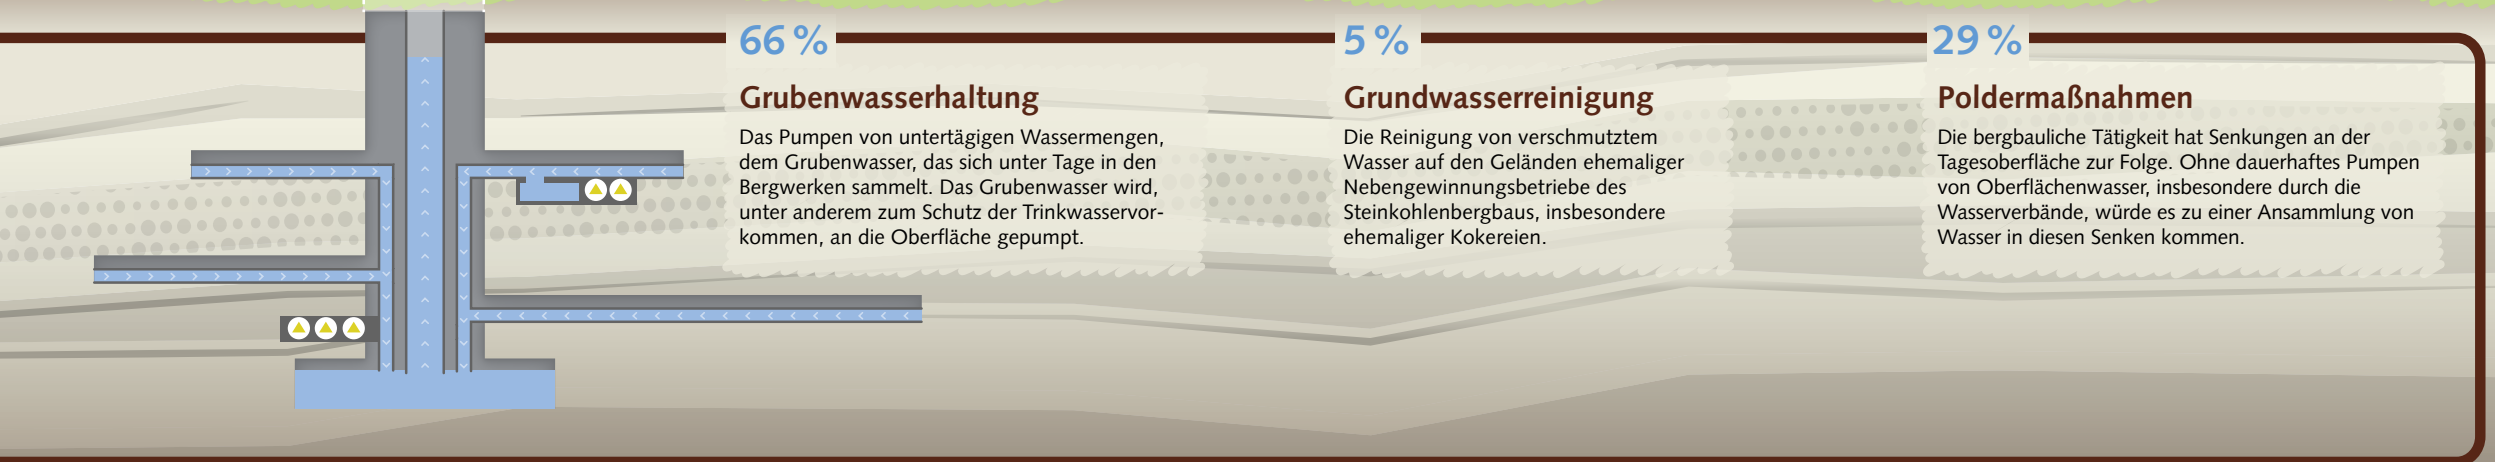 66 %
Grubenwasserhaltung
Das Pumpen von untertägigen Wassermengen,
dem Grubenwasser, das sich unter Tage in den
Bergwerken sammelt. Das Grubenwasser wird,
unter anderem zum Schutz der Trinkwasservor-
kommen, an die Oberfläche gepumpt.
5 %
Grundwasserreinigung
Die Reinigung von verschmutztem
Wasser auf den Geländen ehemaliger
Nebengewinnungsbetriebe des
Steinkohlenbergbaus, insbesondere
ehemaliger Kokereien.
29 %
Poldermaßnahmen
Die bergbauliche Tätigkeit hat Senkungen an der
Tagesoberfläche zur Folge. Ohne dauerhaftes Pumpen
von Oberflächenwasser, insbesondere durch die
Wasserverbände, würde es zu einer Ansammlung von
Wasser in diesen Senken kommen.